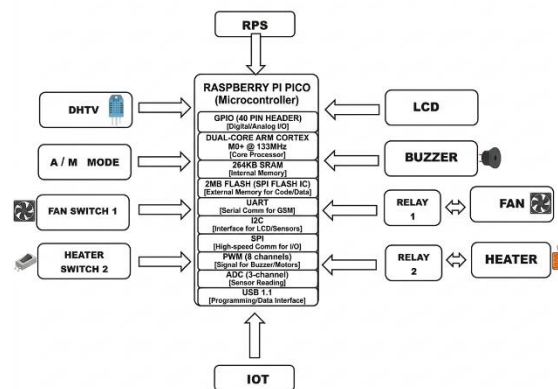 RPS
RASPBERRY PI PICO
(Microcontroller)
GPIO (40 PIN HEADER)
[Digital/Analog I/O]
DUAL-CORE ARM CORTEX
M0+ @ 133MHz
[Core Processor]
264KB SRAM
[Internal Memory]
2MB FLASH (SPI FLASH IC)
[External Memory for Code/Data]
UART
[Serial Comm for GSM]
I2C
[Interface for LCD/Sensors]
SPI
[High-speed Comm for I/O]
PWM (8 channels)
[Signal for Buzzer/Motors]
ADC (3-channel)
[Sensor Reading]
USB 1.1
[Programming/Data Interface]
DHTV
A / M MODE
FAN SWITCH 1
HEATER
SWITCH 2
LCD
BUZZER
RELAY
1
FAN
RELAY
2
HEATER
IOT